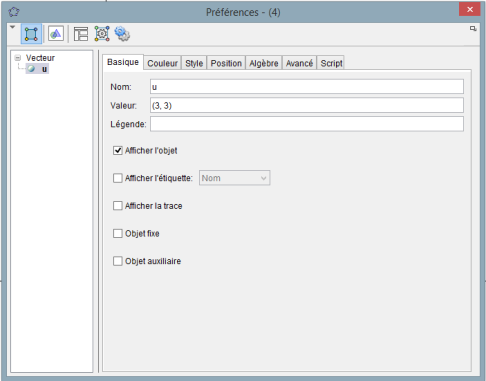 Préférences - (4)
Vecteur
u
Basique Couleur Style Position Algèbre Avancé Script
Nom: u
Valeur: (3, 3)
Légende:
Afficher l'objet
Afficher l'étiquette: Nom
Afficher la trace
Objet fixe
Objet auxiliaire